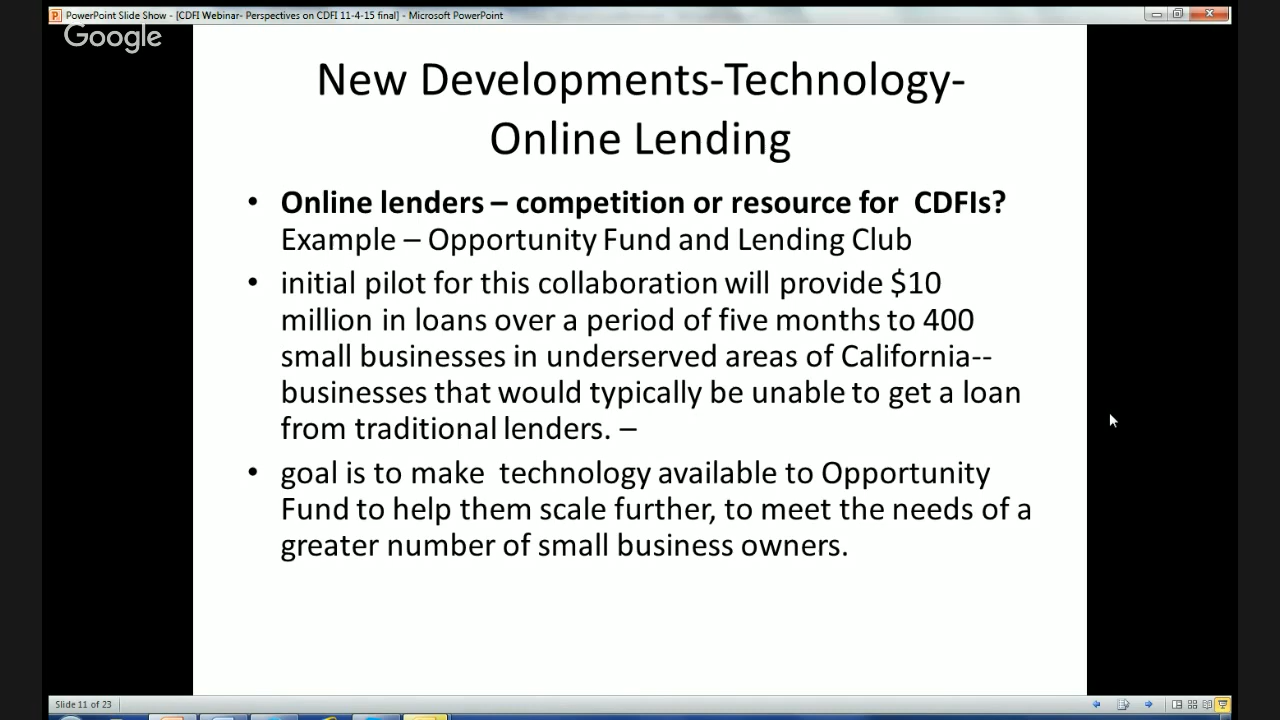 PowerPoint Slide Show - [CDFI Webinar- Perspectives on CDFI 11-4-15 final] - Microsoft PowerPoint
Google
New Developments-Technology-
Online Lending
• Online lenders – competition or resource for  CDFIs?
Example – Opportunity Fund and Lending Club
• initial pilot for this collaboration will provide $10
million in loans over a period of five months to 400
small businesses in underserved areas of California--
businesses that would typically be unable to get a loan
from traditional lenders. –
• goal is to make  technology available to Opportunity
Fund to help them scale further, to meet the needs of a
greater number of small business owners.
Slide 11 of 23